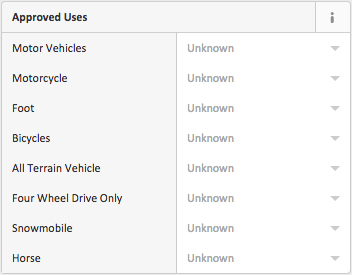 Approved Uses i
Motor Vehicles Unknown
Motorcycle Unknown
Foot Unknown
Bicycles Unknown
All Terrain Vehicle Unknown
Four Wheel Drive Only Unknown
Snowmobile Unknown
Horse Unknown